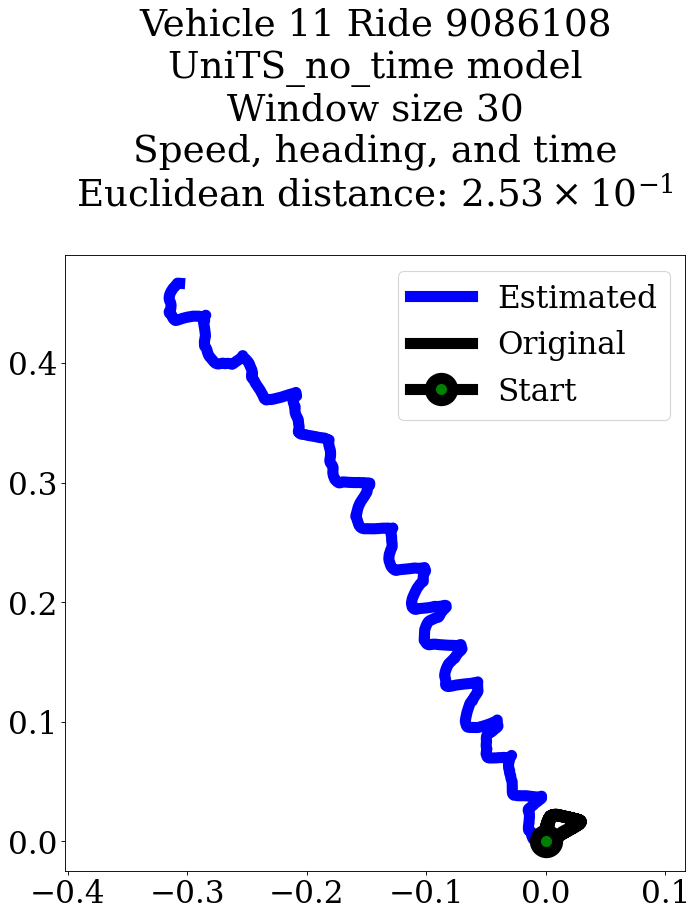 Vehicle 11 Ride 9086108
UniTS_no_time model
Window size 30
Speed, heading, and time
Euclidean distance: 2.53 × 10⁻¹
Estimated
Original
Start
0.4
0.3
0.2
0.1
0.0
−0.4 −0.3 −0.2 −0.1 0.0 0.1